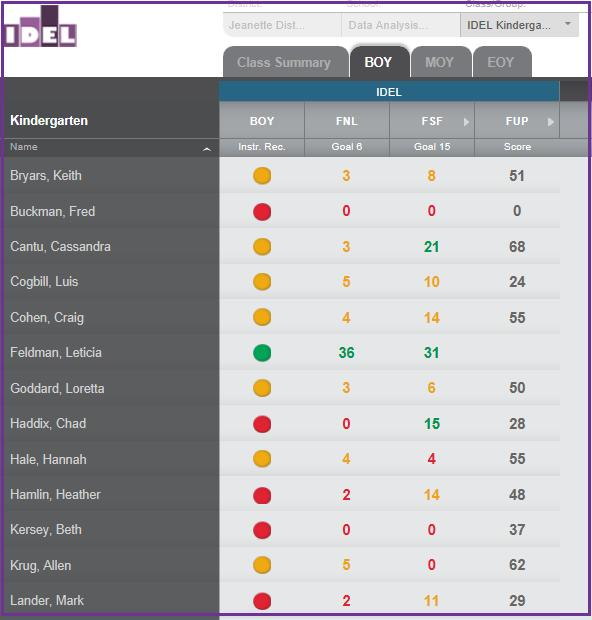 District:
School:
Class/Group:
IDEL
Jeanette Dist...
Data Analysis...
IDEL Kinderga...
Class Summary
BOY
MOY
EOY
IDEL
Kindergarten
BOY
FNL
FSF
FUP
Name
Instr. Rec.
Goal 6
Goal 15
Score
Bryars, Keith 3 8 51
Buckman, Fred 0 0 0
Cantu, Cassandra 3 21 68
Cogbill, Luis 5 10 24
Cohen, Craig 4 14 55
Feldman, Leticia 36 31
Goddard, Loretta 3 6 50
Haddix, Chad 0 15 28
Hale, Hannah 4 4 55
Hamlin, Heather 2 14 48
Kersey, Beth 0 0 37
Krug, Allen 5 0 62
Lander, Mark 2 11 29